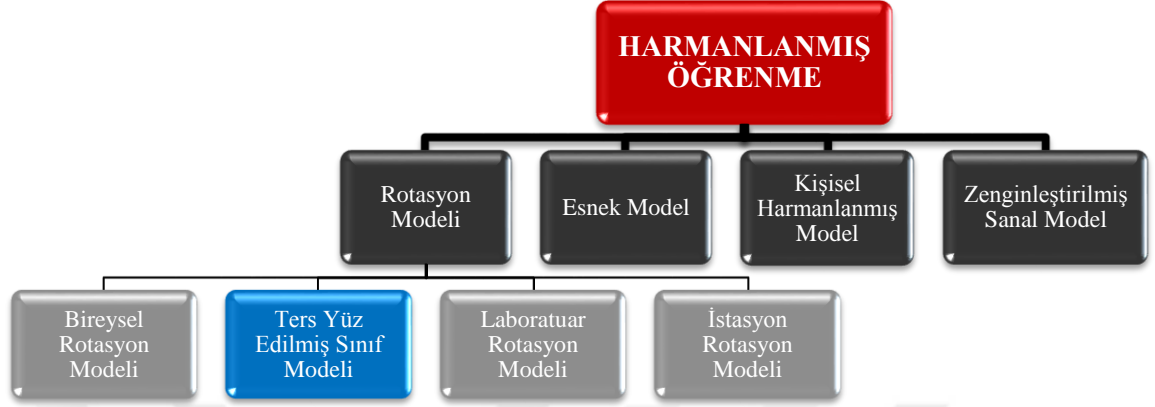 HARMANLANMIŞ
ÖĞRENME
Rotasyon
Modeli
Esnek Model
Kişisel
Harmanlanmış
Model
Zenginleştirilmiş
Sanal Model
Bireysel
Rotasyon
Modeli
Ters Yüz
Edilmiş Sınıf
Modeli
Laboratuar
Rotasyon
Modeli
İstasyon
Rotasyon
Modeli